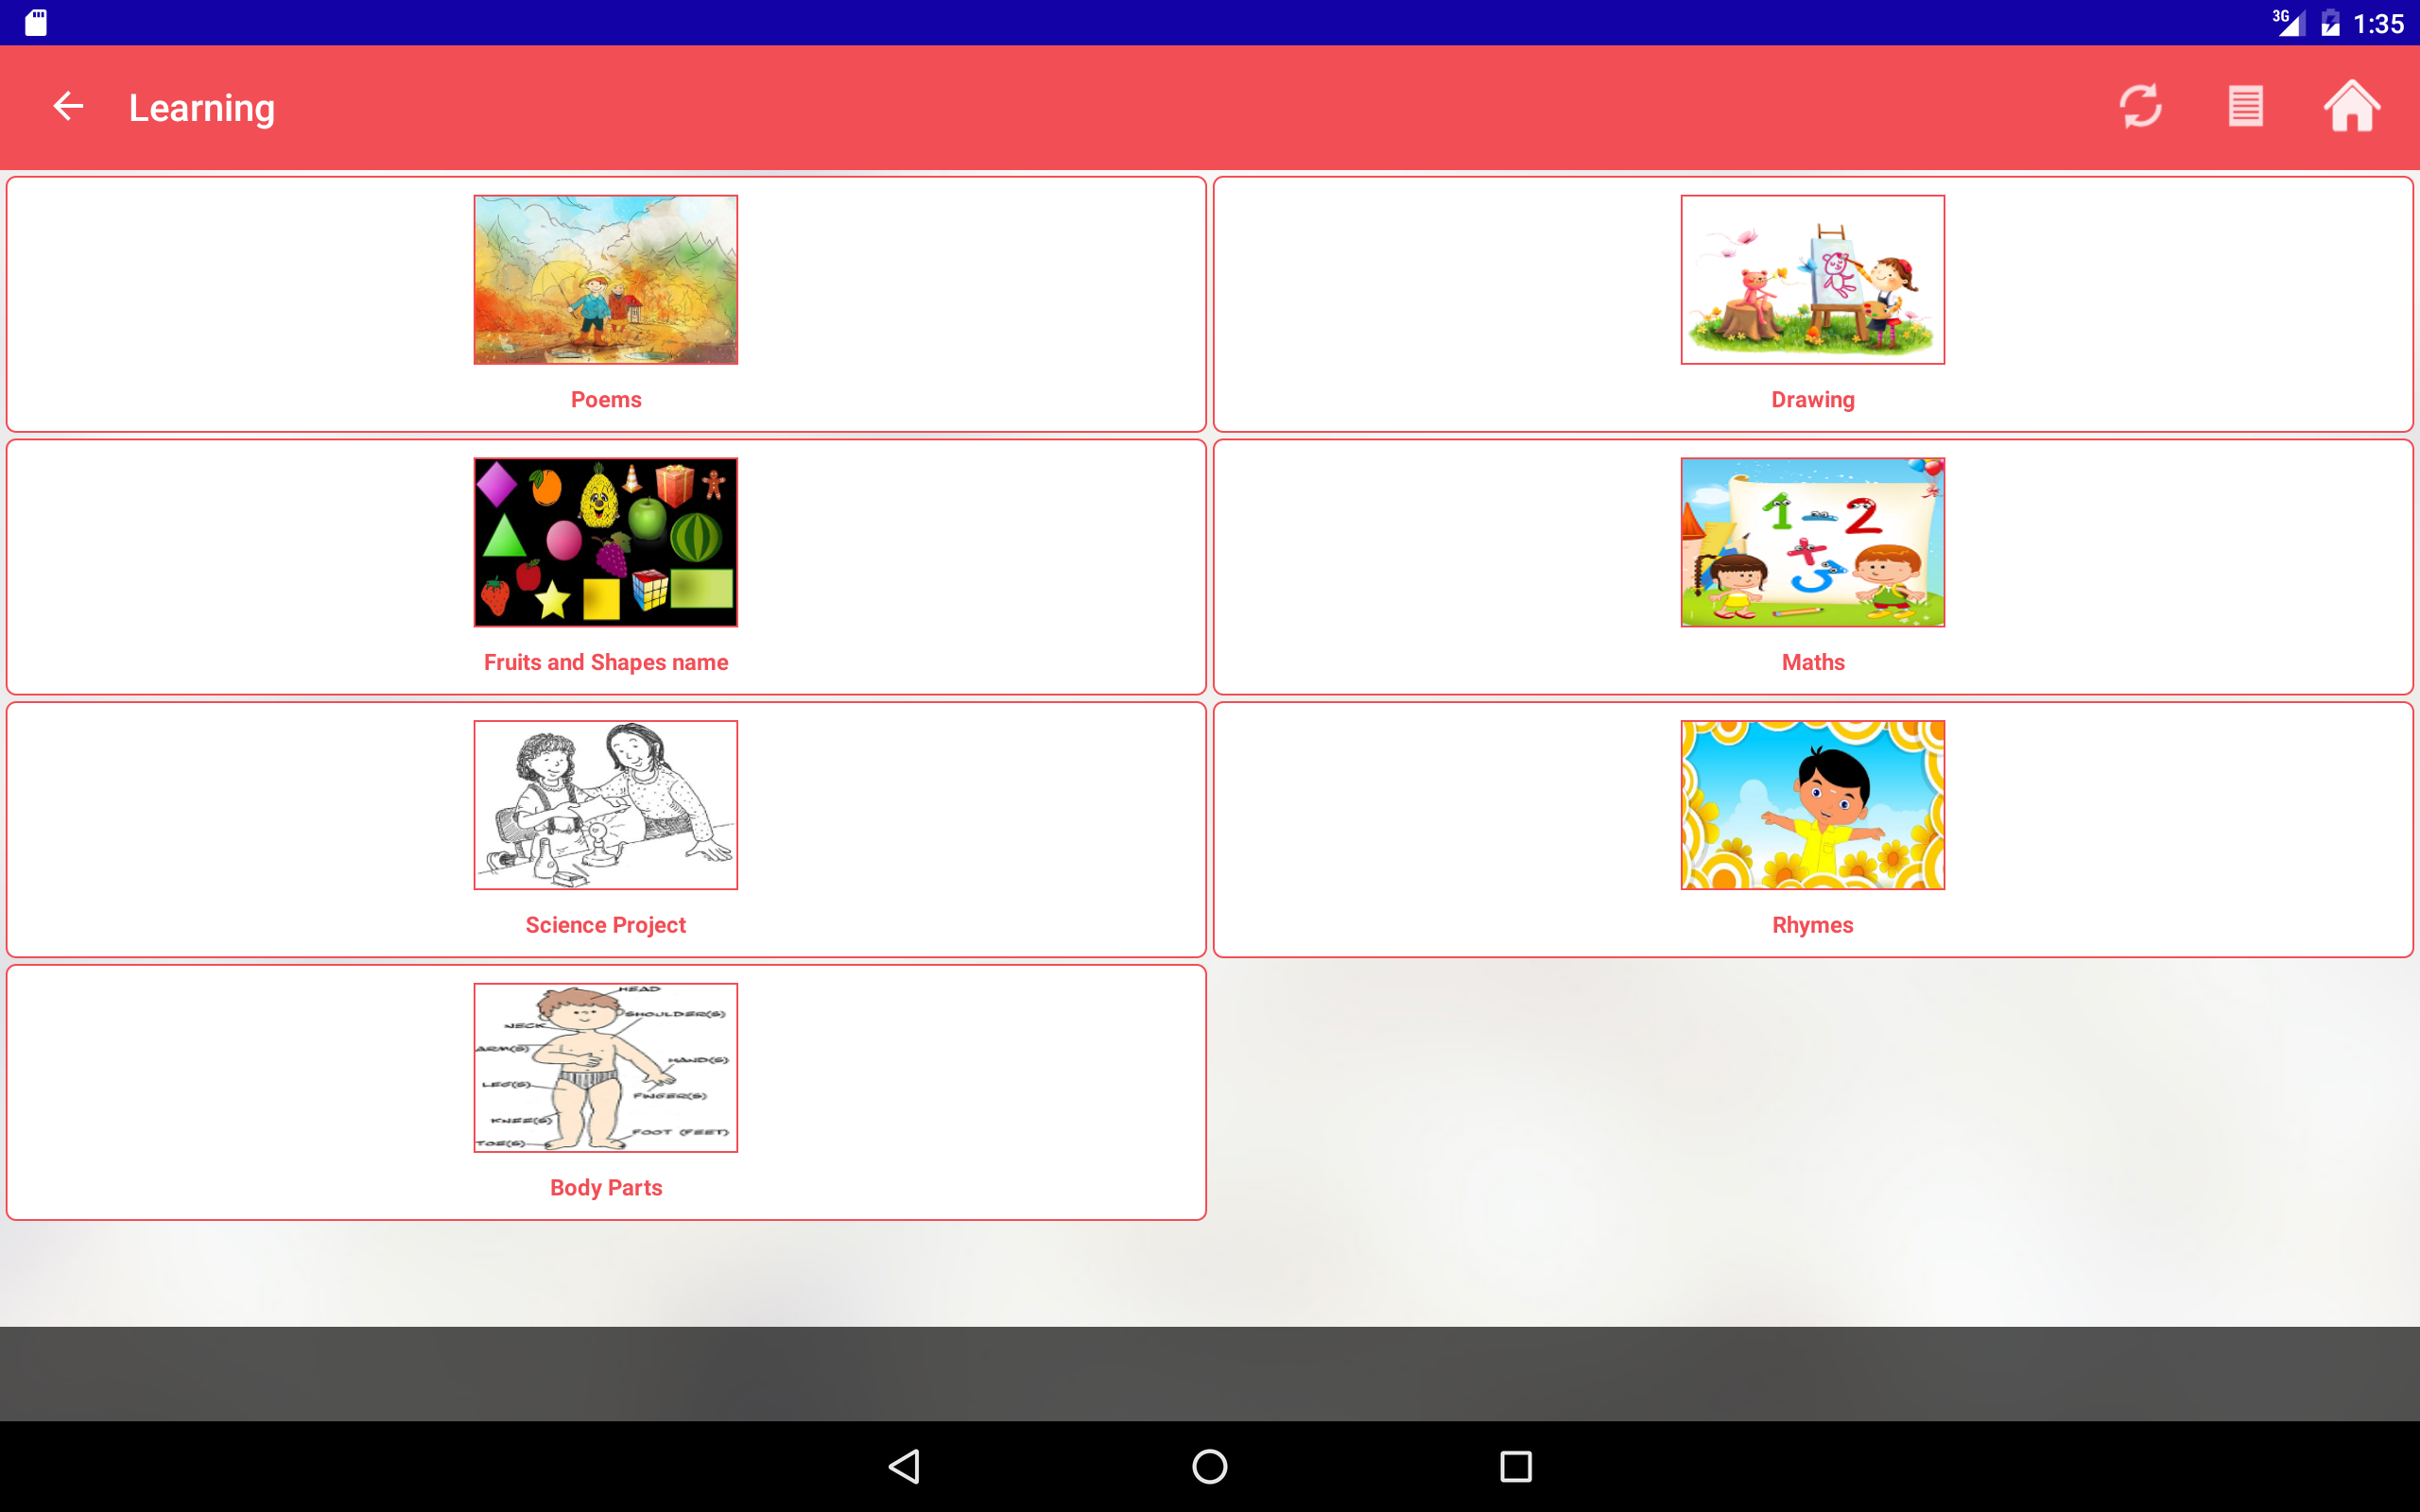 3G 1:35
Learning
Poems
Drawing
Fruits and Shapes name
1 - 2
+
3
Maths
Science Project
Rhymes
HEAD
SHOULDER(S)
NECK
ARM(S)
HAND(S)
LEG(S)
FINGER(S)
KNEE(S)
FOOT (FEET)
TOE(S)
Body Parts